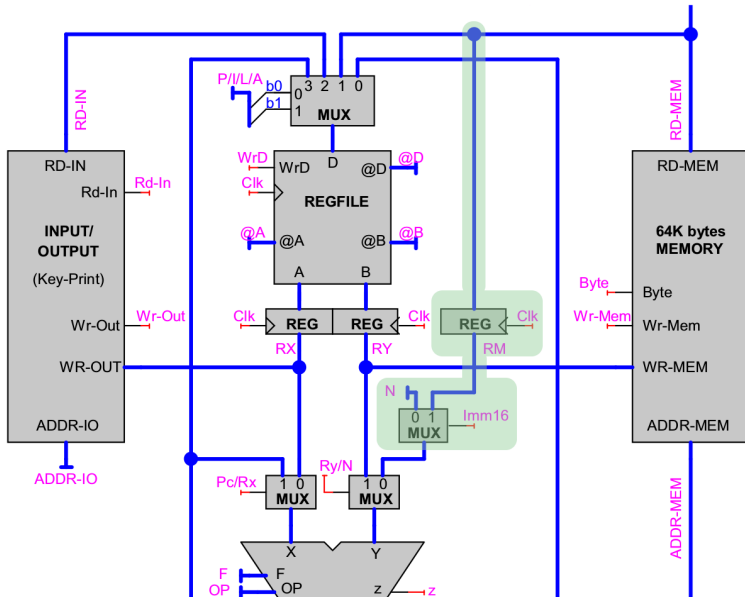 P/I/L/A
b0
b1
0
1
3 2 1 0
MUX
RD-IN
RD-MEM
RD-IN
Rd-In
Rd-In
INPUT/
OUTPUT
(Key-Print)
Wr-Out
Wr-Out
WR-OUT
ADDR-IO
ADDR-IO
WrD
WrD
D
@D
@D
Clk
REGFILE
@A
@A
@B
@B
A
B
Clk
REG
REG
Clk
REG
Clk
RX
RY
RM
RD-MEM
64K bytes
MEMORY
Byte
Byte
Wr-Mem
Wr-Mem
WR-MEM
ADDR-MEM
ADDR-MEM
N
0 1
MUX
Imm16
Pc/Rx
1 0
MUX
Ry/N
1 0
MUX
X
Y
F
F
OP
OP
z
z